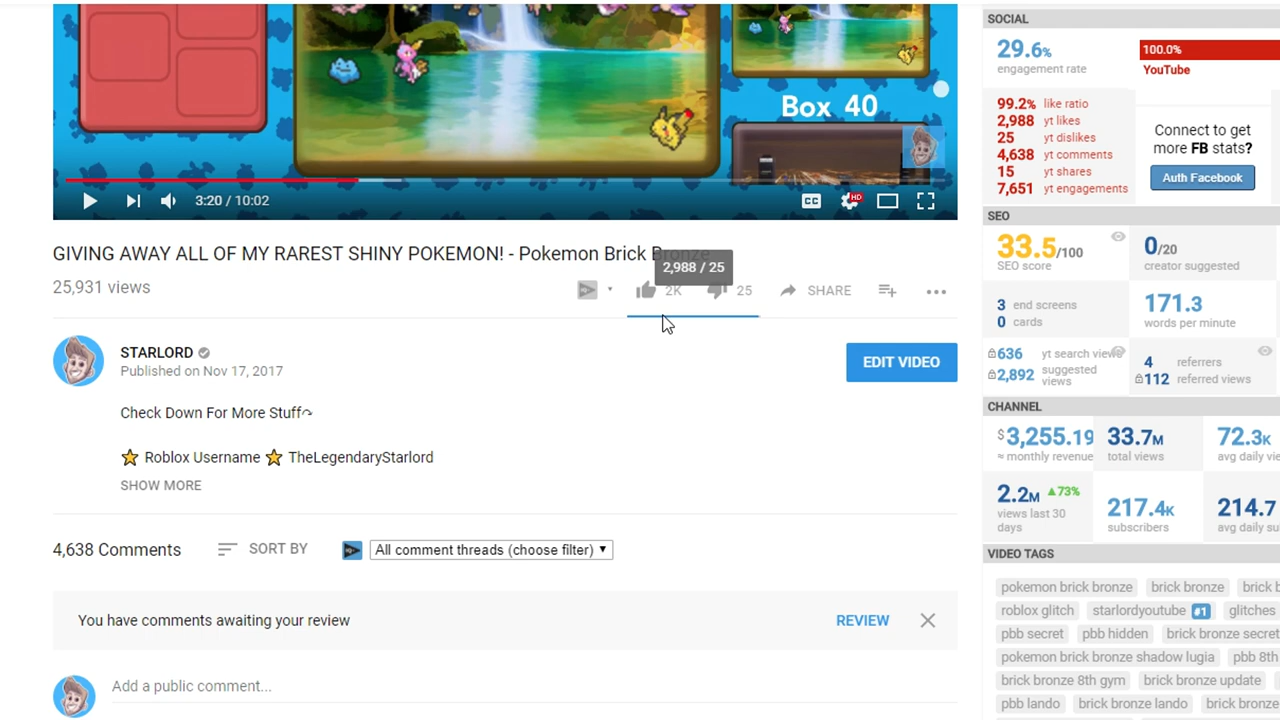 Box 40
3:20 / 10:02
CC
HD
GIVING AWAY ALL OF MY RAREST SHINY POKEMON! - Pokemon Brick Bronze
2,988 / 25
25,931 views
2K
25
SHARE
STARLORD
Published on Nov 17, 2017
EDIT VIDEO
Check Down For More Stuff
Roblox Username
TheLegendaryStarlord
SHOW MORE
4,638 Comments
SORT BY
All comment threads (choose filter)
You have comments awaiting your review
REVIEW
Add a public comment...
SOCIAL
29.6%
engagement rate
100.0%
YouTube
99.2% like ratio
2,988 yt likes
25 yt dislikes
4,638 yt comments
15 yt shares
7,651 yt engagements
Connect to get
more FB stats?
Auth Facebook
SEO
33.5/100
SEO score
0/20
creator suggested
3 end screens
0 cards
171.3
words per minute
636 yt search views
2,892 suggested
views
4 referrers
112 referred views
CHANNEL
$3,255.19
≈ monthly revenue
33.7M
total views
72.3K
avg daily vie
2.2M ▲73%
views last 30
days
217.4K
subscribers
214.7
avg daily su
VIDEO TAGS
pokemon brick bronze
brick bronze
brick b
roblox glitch
starlordyoutube #1
glitches
pbb secret
pbb hidden
brick bronze secret
pokemon brick bronze shadow lugia
pbb 8th
brick bronze 8th gym
brick bronze update
pbb lando
brick bronze lando
brick bronze